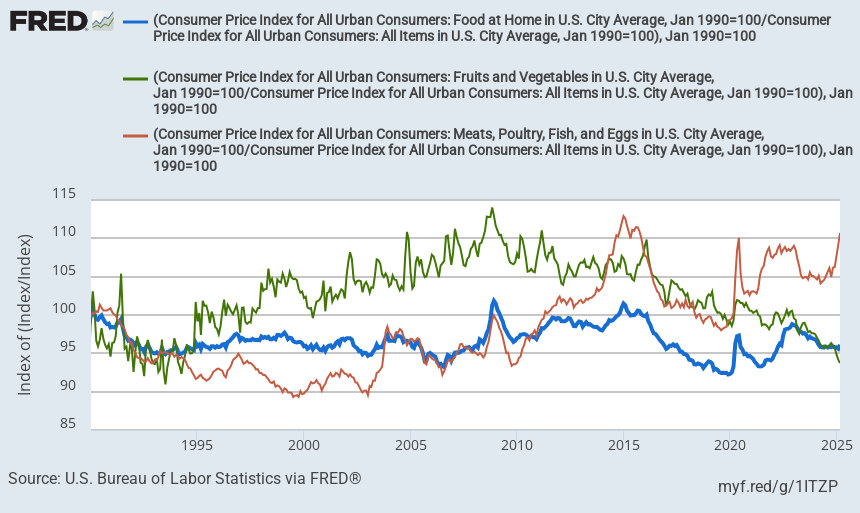 FRED
(Consumer Price Index for All Urban Consumers: Food at Home in U.S. City Average, Jan 1990=100/Consumer
Price Index for All Urban Consumers: All Items in U.S. City Average, Jan 1990=100), Jan 1990=100
(Consumer Price Index for All Urban Consumers: Fruits and Vegetables in U.S. City Average,
Jan 1990=100/Consumer Price Index for All Urban Consumers: All Items in U.S. City Average, Jan 1990=100), Jan
1990=100
(Consumer Price Index for All Urban Consumers: Meats, Poultry, Fish, and Eggs in U.S. City Average,
Jan 1990=100/Consumer Price Index for All Urban Consumers: All Items in U.S. City Average, Jan 1990=100), Jan
1990=100
Index of (Index/Index)
115
110
105
100
95
90
85
1995
2000
2005
2010
2015
2020
2025
Source: U.S. Bureau of Labor Statistics via FRED®
myf.red/g/1ITZP